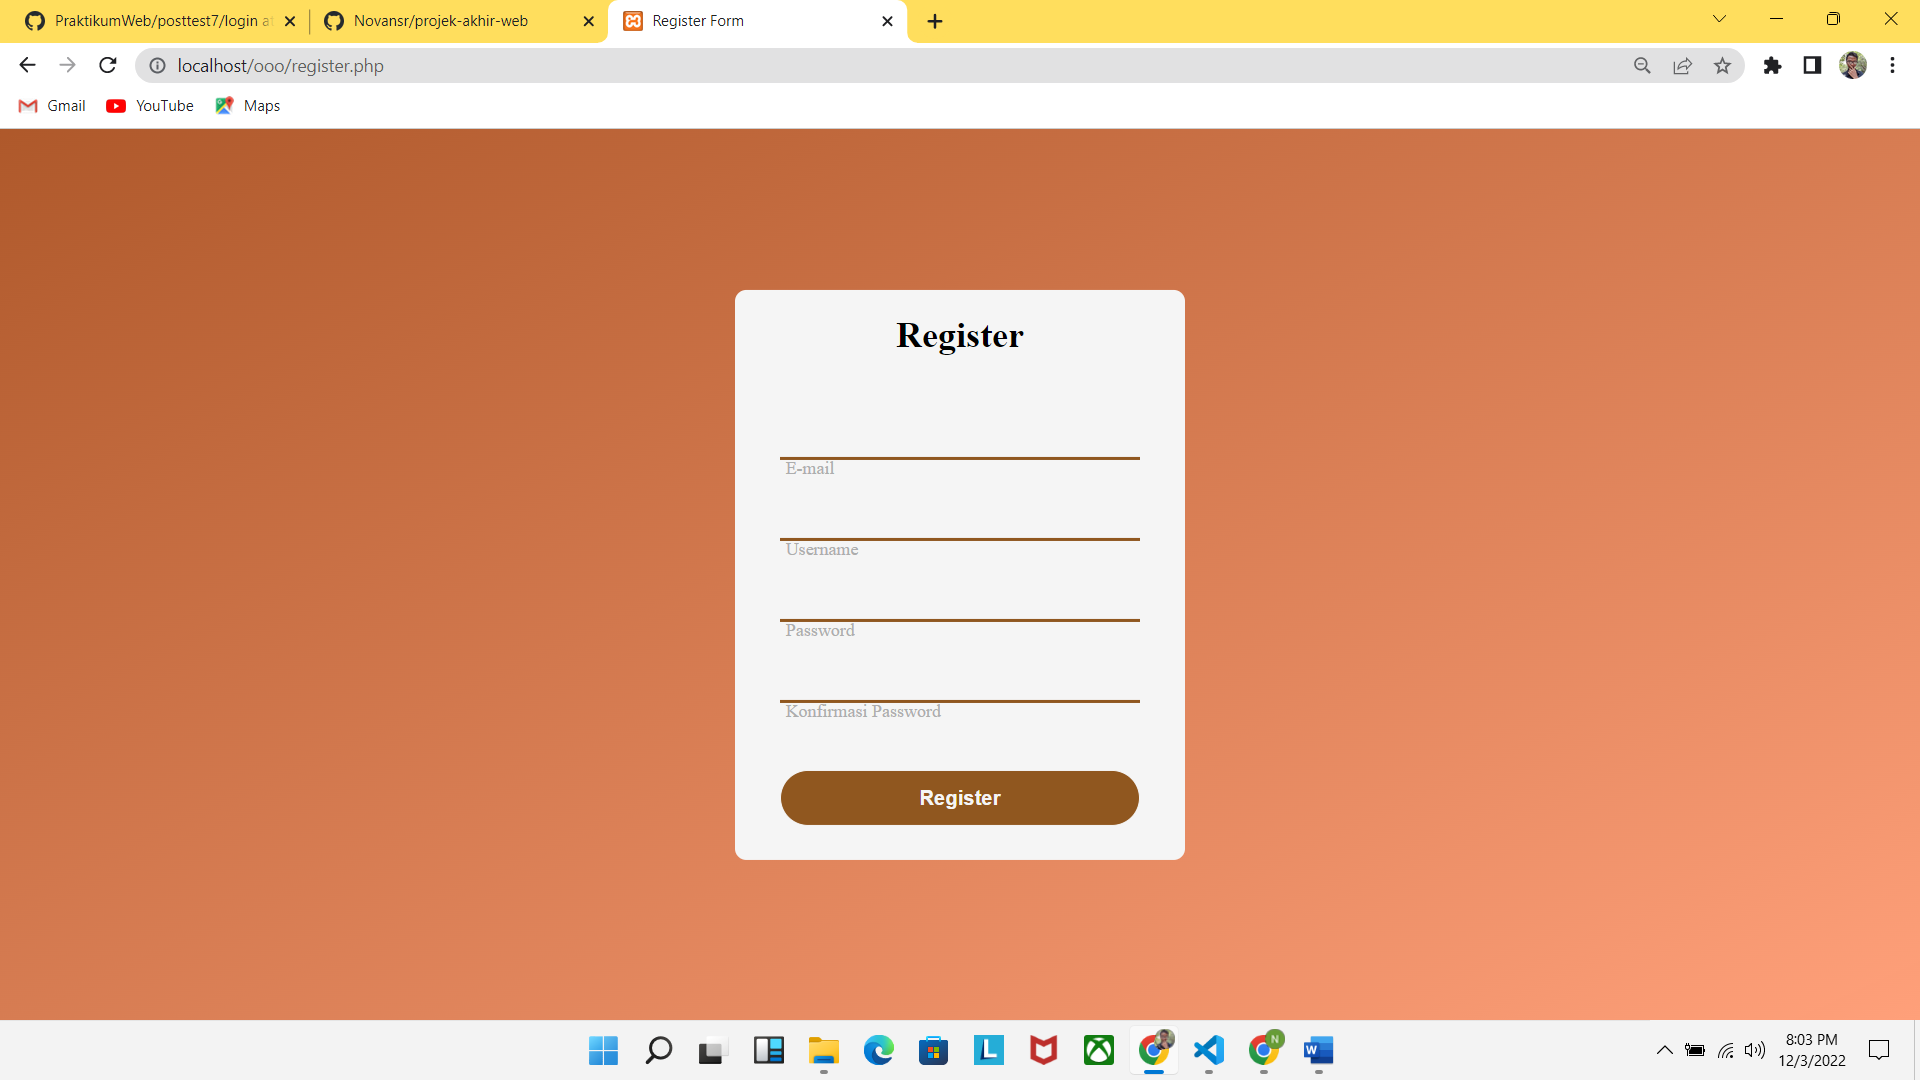 PraktikumWeb/posttest7/login at
Novansr/projek-akhir-web
Register Form
localhost/ooo/register.php
Gmail
YouTube
Maps
Register
E-mail
Username
Password
Konfirmasi Password
Register
L
N
W
8:03 PM
12/3/2022